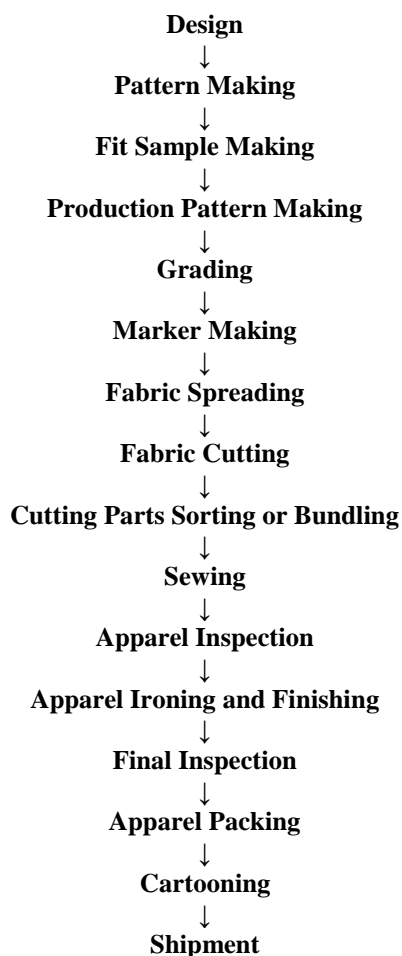 Design
↓
Pattern Making
↓
Fit Sample Making
↓
Production Pattern Making
↓
Grading
↓
Marker Making
↓
Fabric Spreading
↓
Fabric Cutting
↓
Cutting Parts Sorting or Bundling
↓
Sewing
↓
Apparel Inspection
↓
Apparel Ironing and Finishing
↓
Final Inspection
↓
Apparel Packing
↓
Cartooning
↓
Shipment